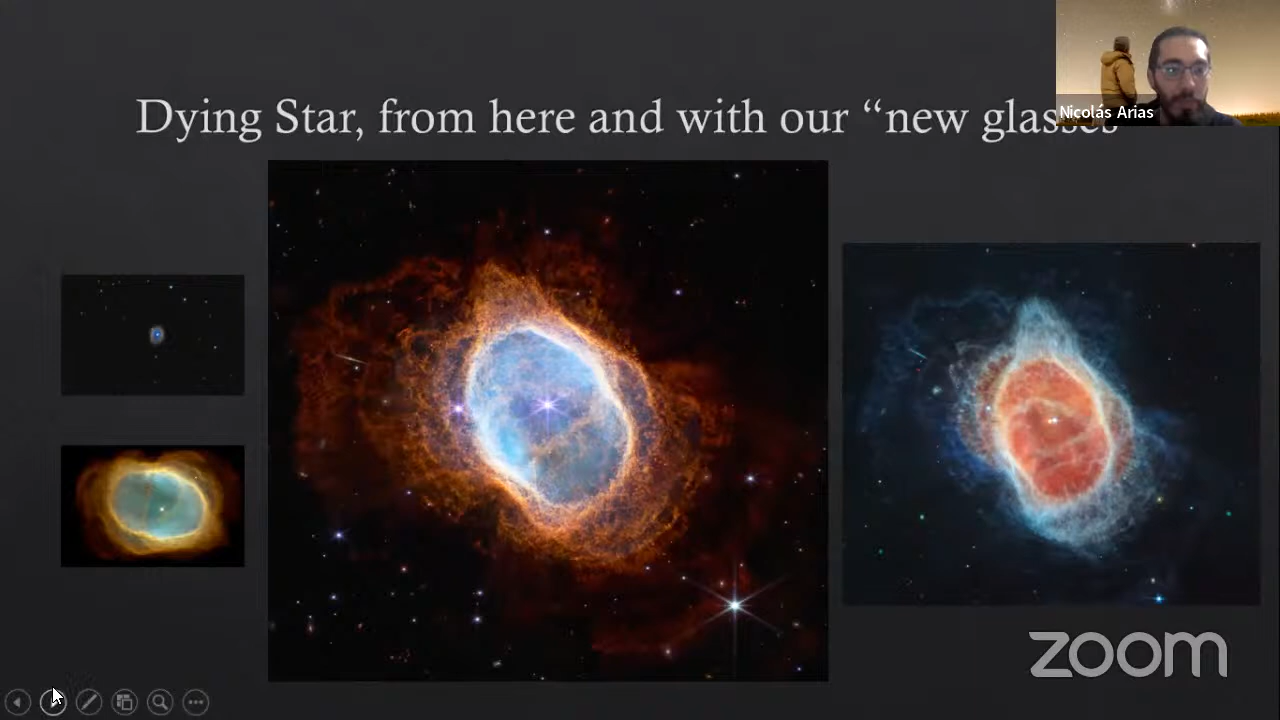 Dying Star, from here and with our “new glasses
Nicolás Arias
zoom